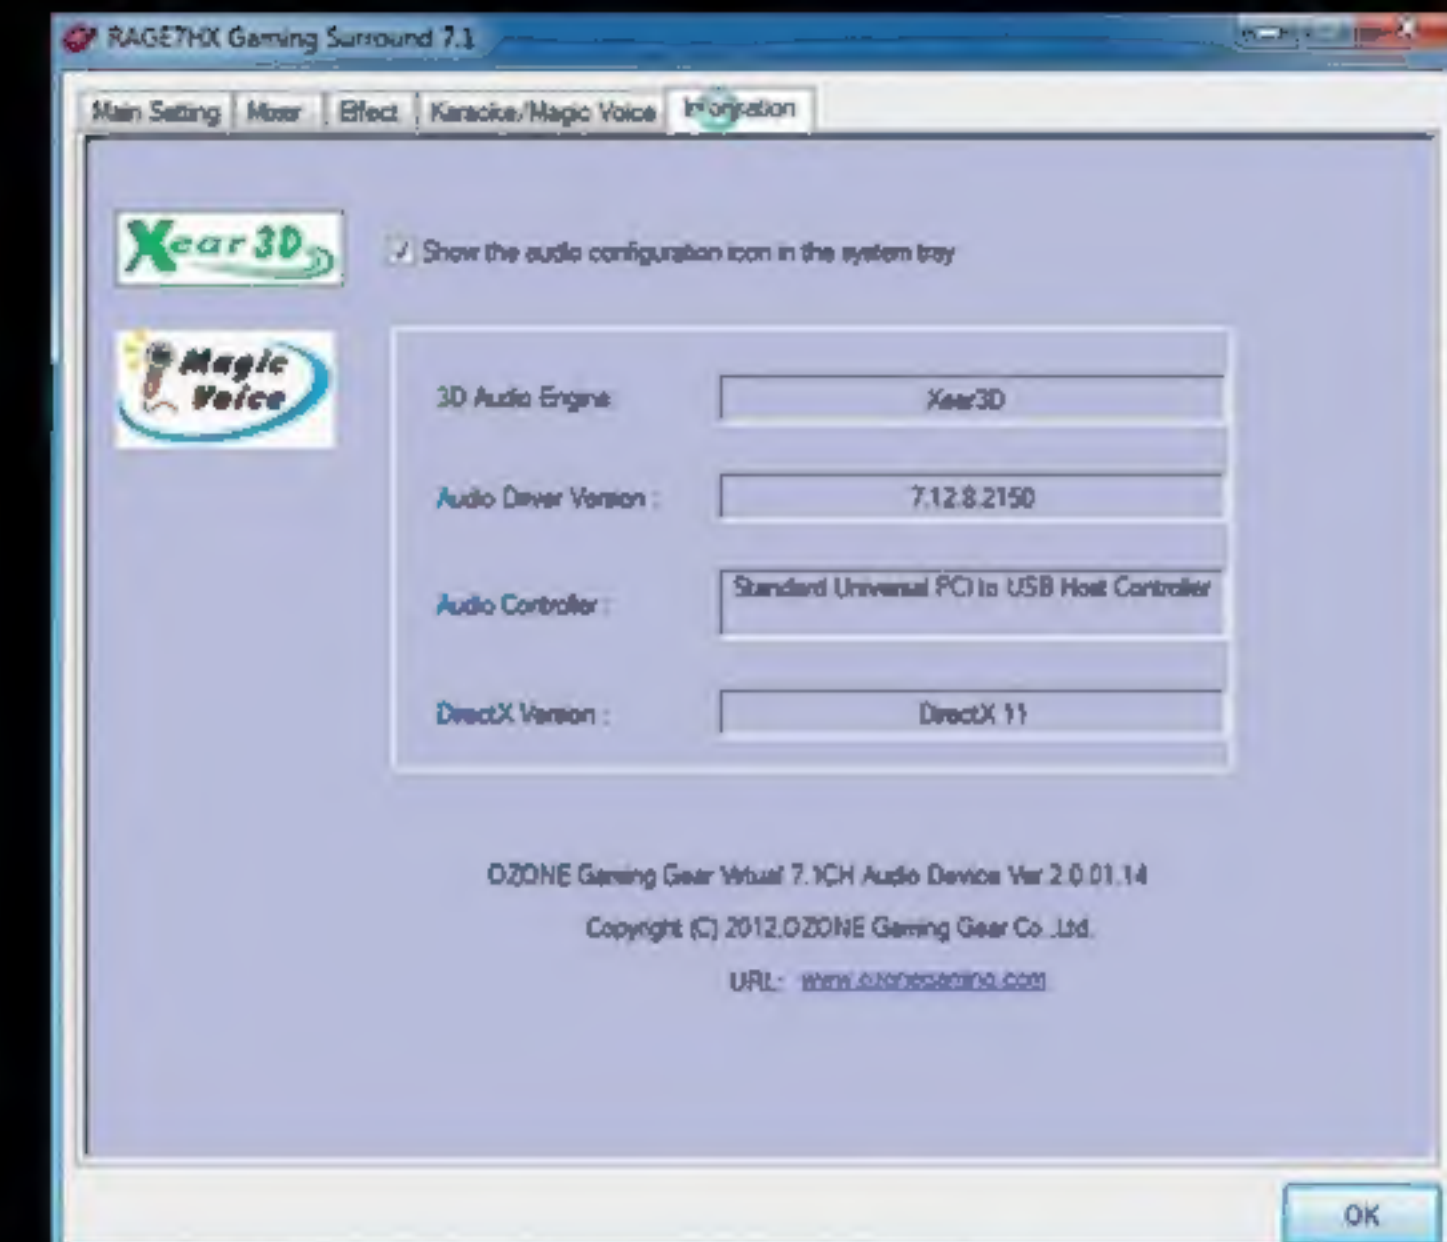 RAGE7HX Gaming Surround 7.1
Main Setting Mixer Effect Karaoke/Magic Voice Information
Xear 3D
Show the audio configuration icon in the system tray
Magic
Voice
3D Audio Engine Xear3D
Audio Driver Version : 7.12.8.2150
Audio Controller : Standard Universal PCI to USB Host Controller
DirectX Version : DirectX 11
OZONE Gaming Gear Virtual 7.1CH Audio Device Ver 2.0.01.14
Copyright (C) 2012.OZONE Gaming Gear Co .Ltd.
URL: www.ozonegaming.com
OK